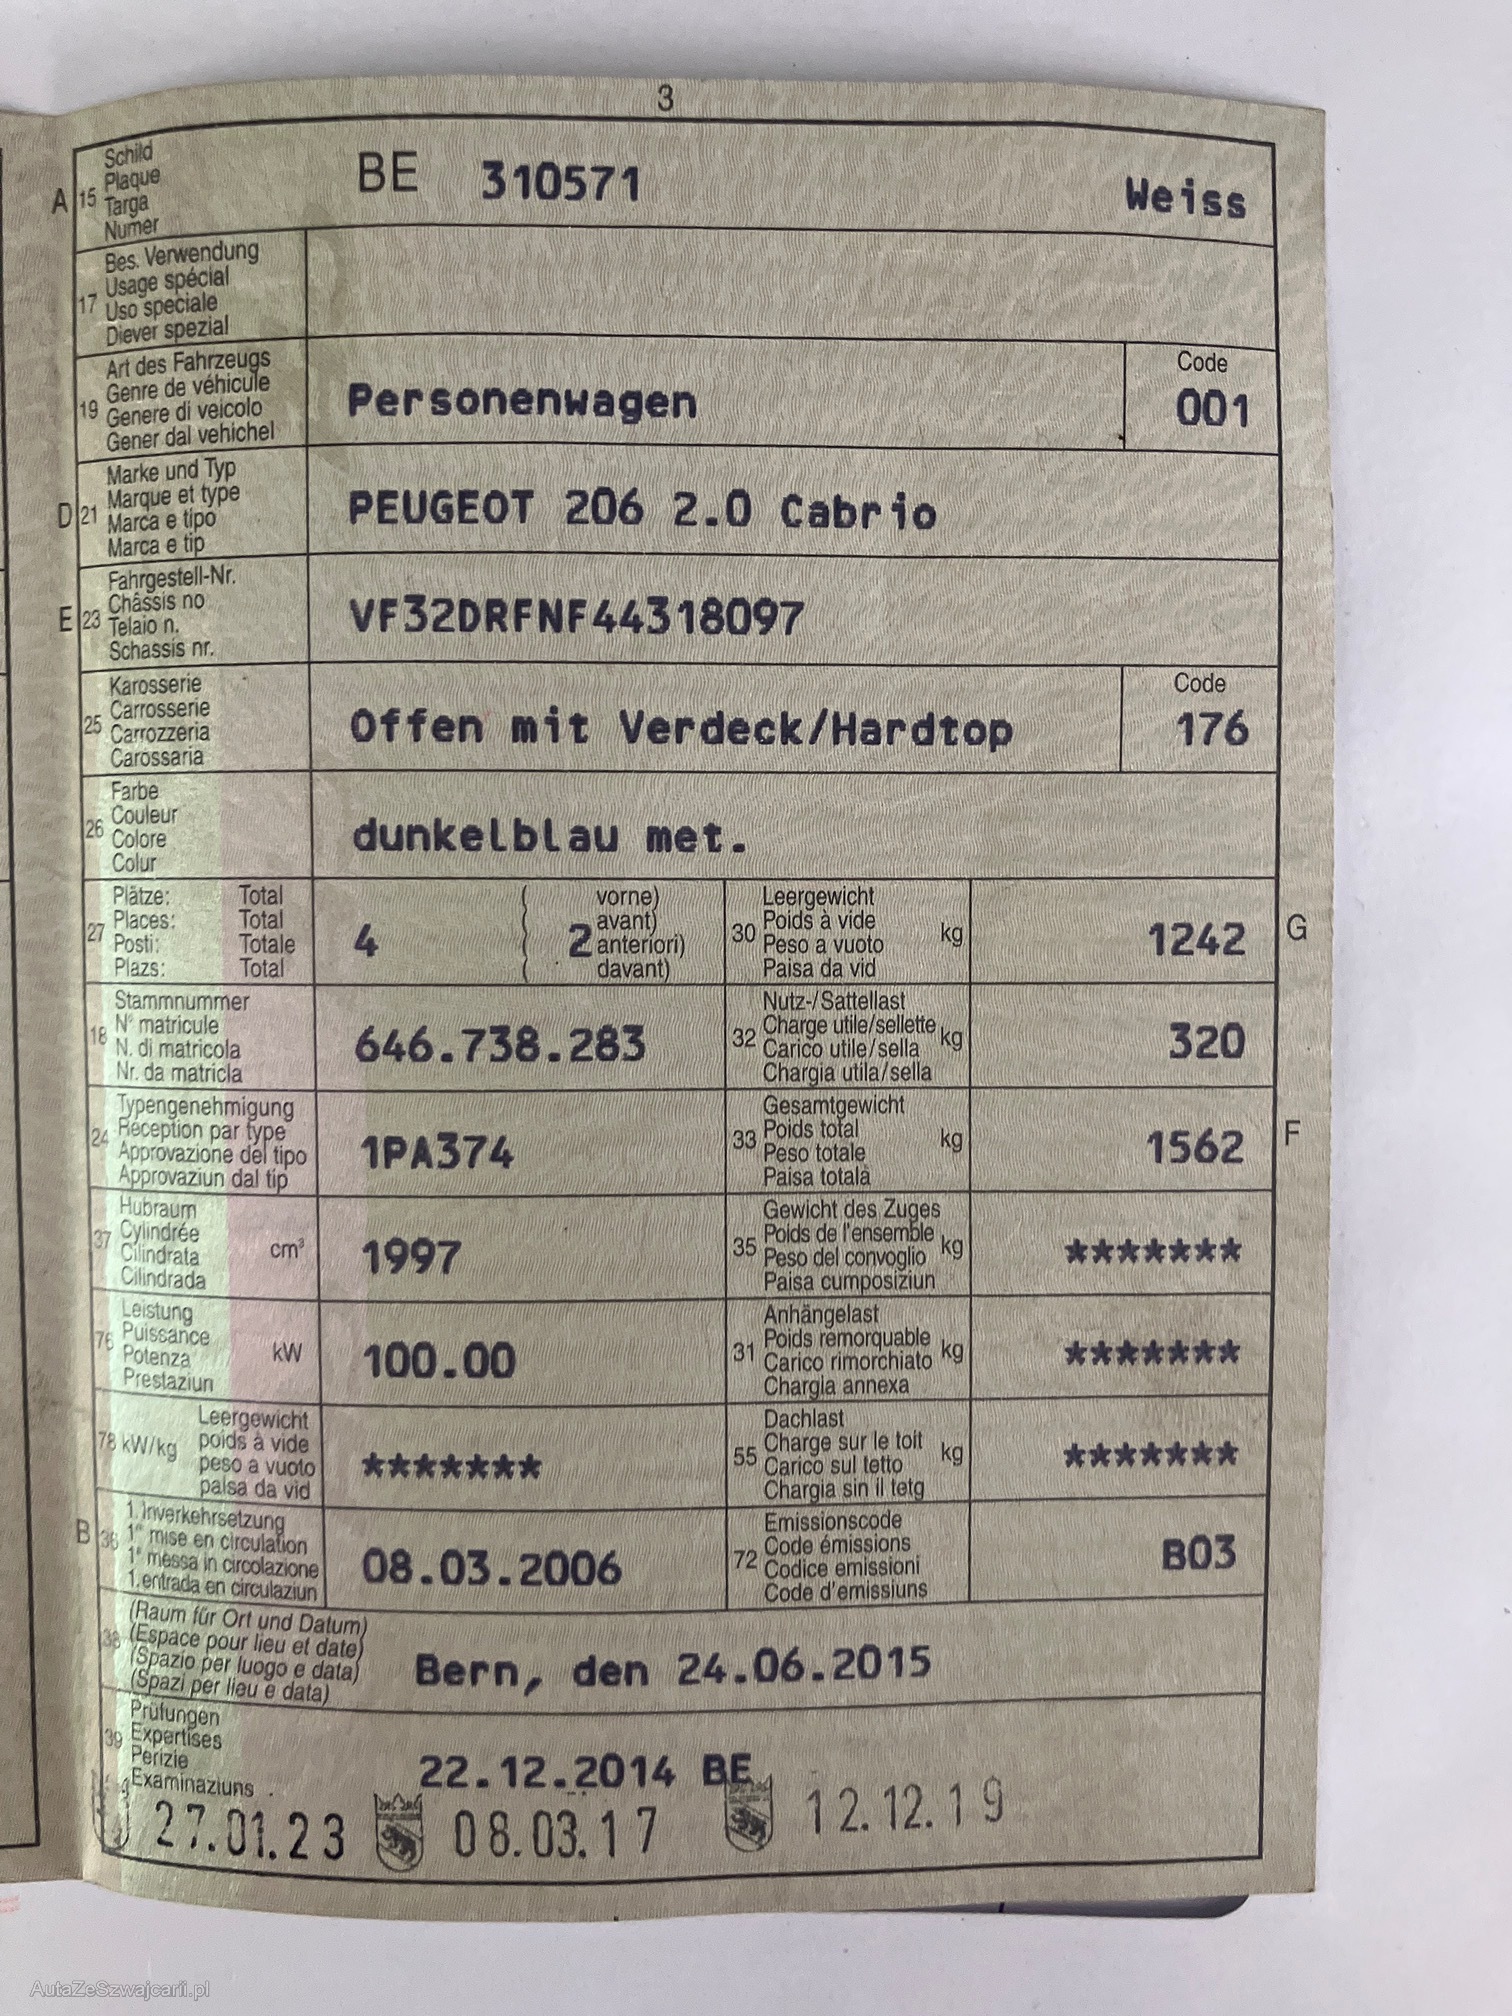 3
A 15 Schild
Plaque
Targa
Numer
BE 310571 Weiss
17 Bes. Verwendung
Usage spécial
Uso speciale
Diever spezial
19 Art des Fahrzeugs
Genre de véhicule
Genere di veicolo
Gener dal vehichel
Personenwagen
Code
001
D 21 Marke und Typ
Marque et type
Marca e tipo
Marca e tip
PEUGEOT 206 2.0 Cabrio
E 23 Fahrgestell-Nr.
Châssis no
Telaio n.
Schassis nr.
VF32DRFNF44318097
25 Karosserie
Carrosserie
Carrozzeria
Carossaria
Offen mit Verdeck/Hardtop
Code
176
26 Farbe
Couleur
Colore
Colur
dunkelblau met.
27 Plätze: Total
Places: Total
Posti: Totale
Plazs: Total
4 ( 2 vorne)
avant)
anteriori)
( davant)
30 Leergewicht
Poids à vide
Peso a vuoto kg
Paisa da vid
1242 G
18 Stammnummer
N° matricule
N. di matricola
Nr. da matricla
646.738.283
32 Nutz-/Sattellast
Charge utile/sellette kg
Carico utile/sella
Chargia utila/sella
320
24 Typengenehmigung
Réception par type
Approvazione del tipo
Approvaziun dal tip
1PA374
33 Gesamtgewicht
Poids total kg
Peso totale
Paisa totala
1562 F
37 Hubraum
Cylindrée
Cilindrata cm³
Cilindrada
1997
35 Gewicht des Zuges
Poids de l'ensemble
Peso del convoglio kg
Paisa cumposiziun
*******
76 Leistung
Puissance
Potenza kW
Prestaziun
100.00
31 Anhängelast
Poids remorquable
Carico rimorchiato kg
Chargia annexa
*******
78 kW/kg Leergewicht
poids à vide
peso a vuoto
paisa da vid
*******
55 Dachlast
Charge sur le toit
Carico sul tetto kg
Chargia sin il tetg
*******
B 36 1. Inverkehrsetzung
1re mise en circulation
1a messa in circolazione
1. entrada en circulaziun
08.03.2006
72 Emissionscode
Code émissions
Codice emissioni
Code d'emissiuns
B03
38 (Raum für Ort und Datum)
(Espace pour lieu et date)
(Spazio per luogo e data)
(Spazi per lieu e data)
Bern, den 24.06.2015
39 Prüfungen
Expertises
Perizie
Examinaziuns
22.12.2014 BE
27.01.23 08.03.17 12.12.19
AutaZeSzwajcarii.pl